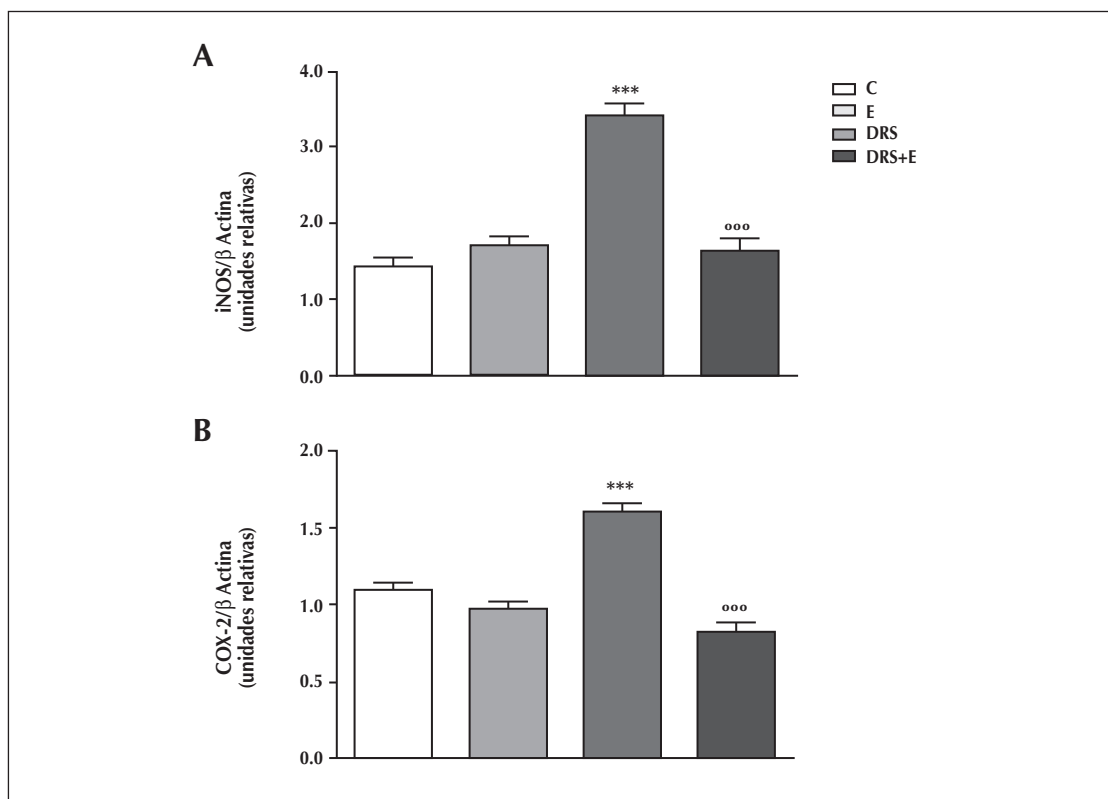 A
4.0
3.0
2.0
1.0
0.0
iNOS/β Actina
(unidades relativas)
***
ooo
C
E
DRS
DRS+E
B
2.0
1.5
1.0
0.5
0.0
COX-2/β Actina
(unidades relativas)
***
ooo